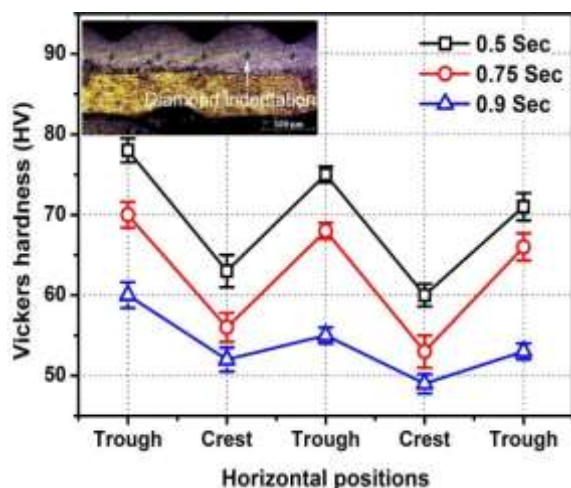 90
80
70
60
50
Vickers hardness (HV)
0.5 Sec
0.75 Sec
0.9 Sec
Diamond Indentation
Trough Crest Trough Crest Trough
Horizontal positions